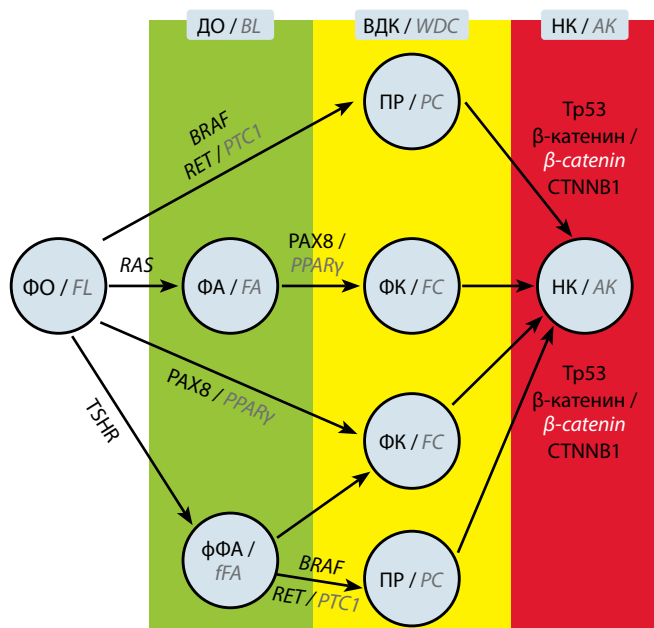 ДО / BL
ВДК / WDC
НК / AK
ПР / PC
BRAF
RET / PTC1
Tp53
β-катенин /
β-catenin
CTNNB1
ФО / FL
RAS
ФА / FA
PAX8 /
PPARγ
ФК / FC
НК / AK
PAX8 / PPARγ
TSHR
ФК / FC
Tp53
β-катенин /
β-catenin
CTNNB1
фФА /
fFA
BRAF
RET / PTC1
ПР / PC